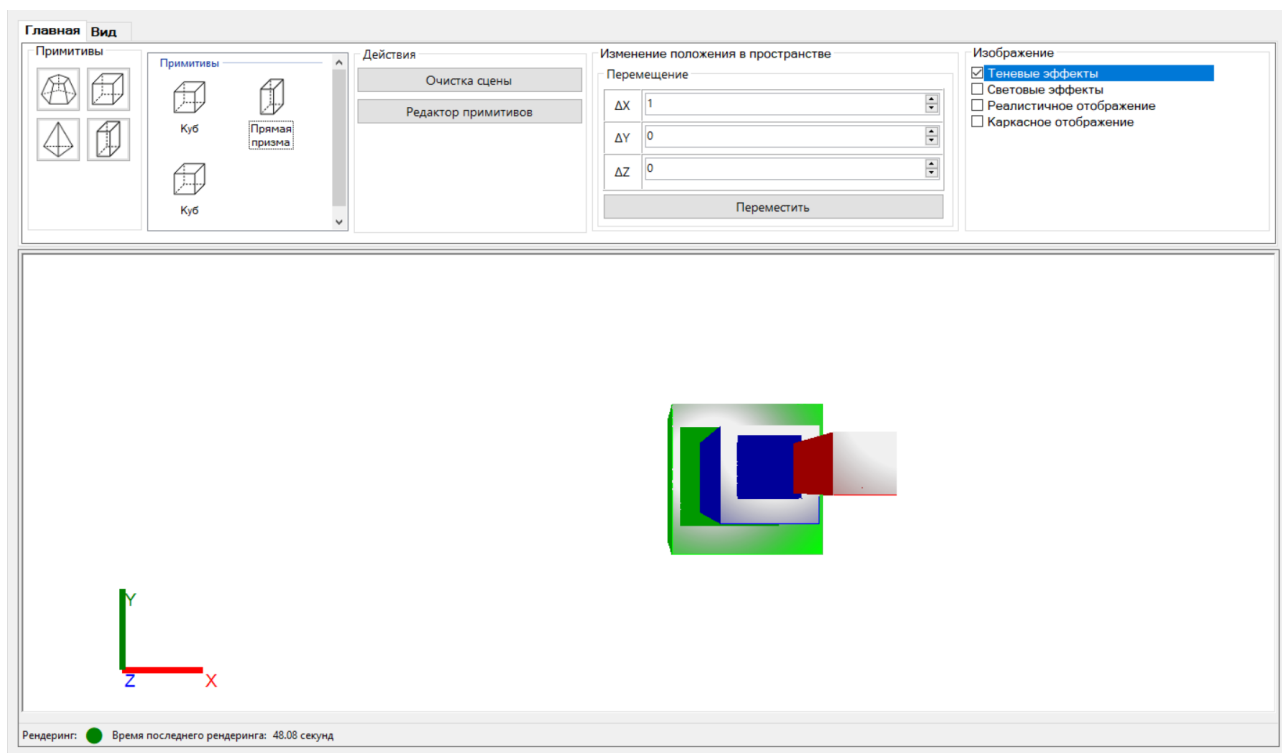 Главная Вид
Примитивы
Примитивы
Куб
Прямая
призма
Куб
Действия
Очистка сцены
Редактор примитивов
Изменение положения в пространстве
Перемещение
ΔX 1
ΔY 0
ΔZ 0
Переместить
Изображение
Теневые эффекты
Световые эффекты
Реалистичное отображение
Каркасное отображение
Y
Z X
Рендеринг: Время последнего рендеринга: 48.08 секунд